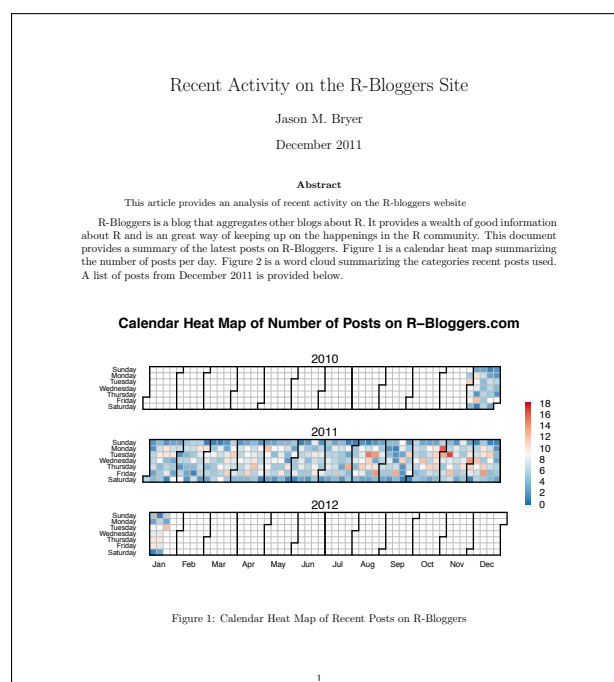 Recent Activity on the R-Bloggers Site
Jason M. Bryer
December 2011
Abstract
This article provides an analysis of recent activity on the R-bloggers website
R-Bloggers is a blog that aggregates other blogs about R. It provides a wealth of good information
about R and is an great way of keeping up on the happenings in the R community. This document
provides a summary of the latest posts on R-Bloggers. Figure 1 is a calendar heat map summarizing
the number of posts per day. Figure 2 is a word cloud summarizing the categories recent posts used.
A list of posts from December 2011 is provided below.
Calendar Heat Map of Number of Posts on R−Bloggers.com
2010
Sunday
Monday
Tuesday
Wednesday
Thursday
Friday
Saturday
2011
Sunday
Monday
Tuesday
Wednesday
Thursday
Friday
Saturday
2012
Sunday
Monday
Tuesday
Wednesday
Thursday
Friday
Saturday
Jan Feb Mar Apr May Jun Jul Aug Sep Oct Nov Dec
18
16
14
12
10
8
6
4
2
0
Figure 1: Calendar Heat Map of Recent Posts on R-Bloggers
1